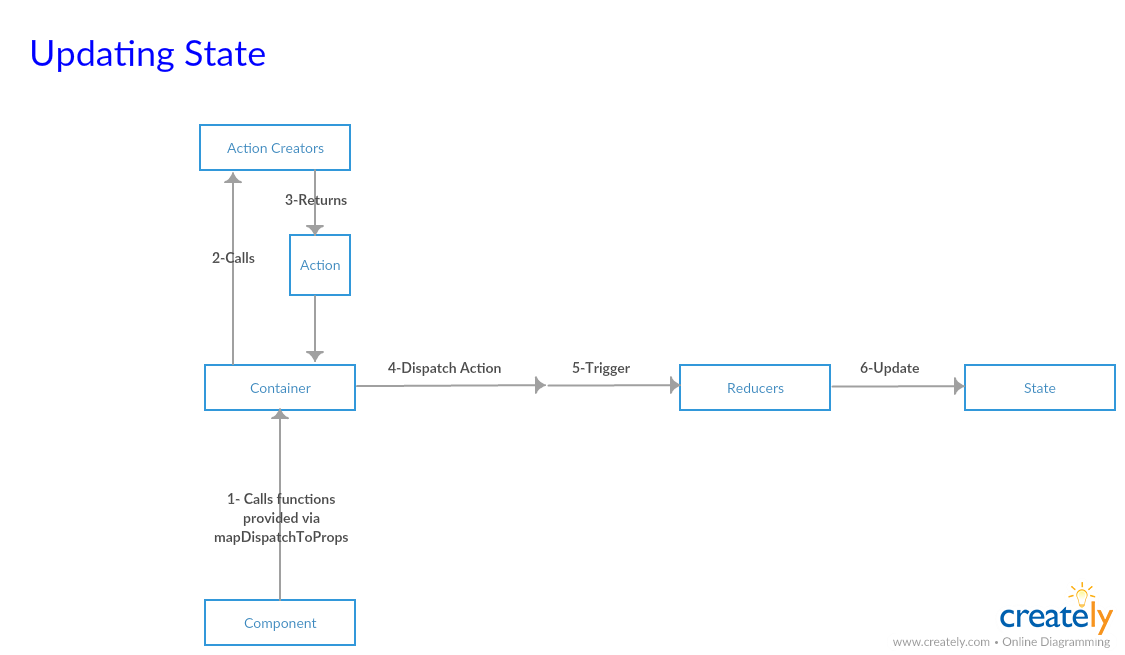 Updating State
Action Creators
3-Returns
2-Calls
Action
4-Dispatch Action
5-Trigger
6-Update
Container
Reducers
State
1- Calls functions
provided via
mapDispatchToProps
Component
creately
www.creately.com • Online Diagramming